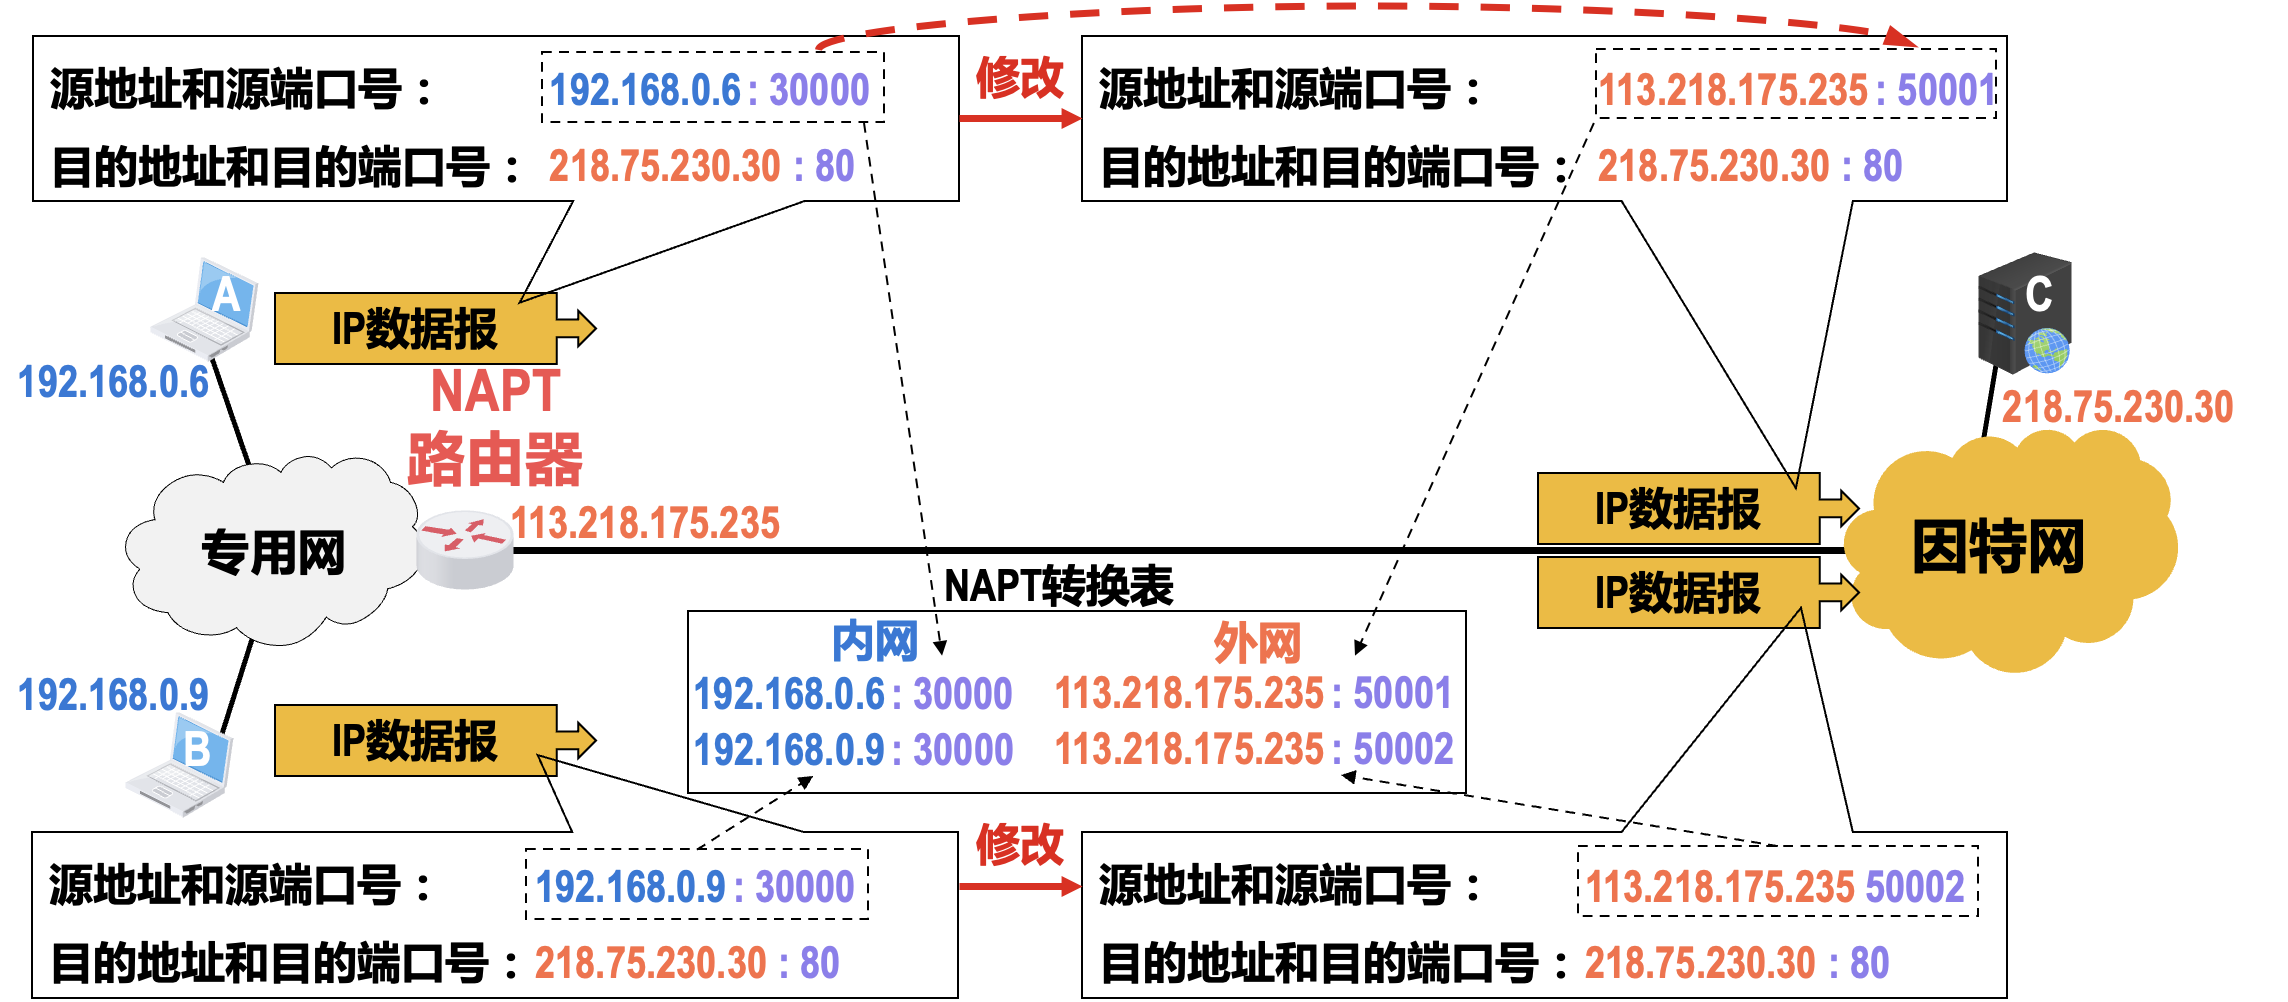 源地址和源端口号： 192.168.0.6 : 30000
目的地址和目的端口号： 218.75.230.30 : 80
修改
源地址和源端口号： 113.218.175.235 : 50001
目的地址和目的端口号： 218.75.230.30 : 80
A
192.168.0.6
IP数据报
NAPT
路由器
113.218.175.235
专用网
C
218.75.230.30
IP数据报
IP数据报
因特网
192.168.0.9
B
IP数据报
NAPT转换表
内网 外网
192.168.0.6 : 30000 113.218.175.235 : 50001
192.168.0.9 : 30000 113.218.175.235 : 50002
源地址和源端口号： 192.168.0.9 : 30000
目的地址和目的端口号： 218.75.230.30 : 80
修改
源地址和源端口号： 113.218.175.235 50002
目的地址和目的端口号： 218.75.230.30 : 80